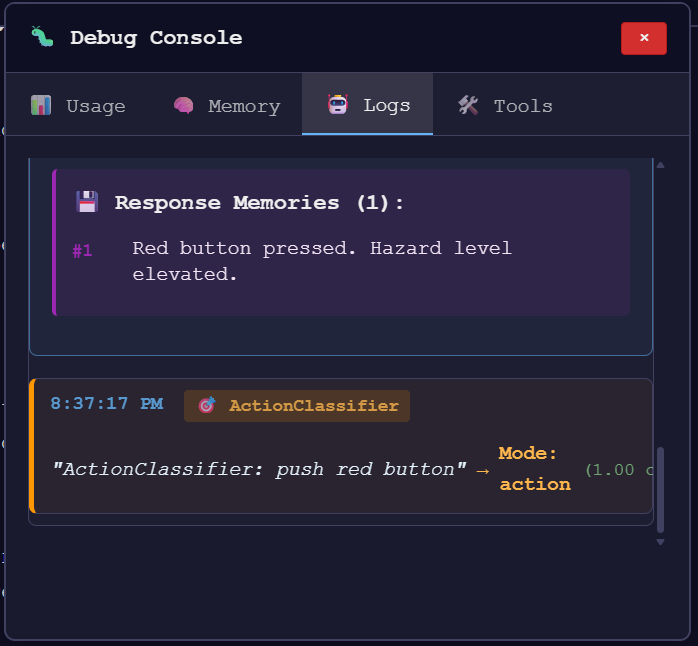 Debug Console
×
Usage
Memory
Logs
Tools
Response Memories (1):
#1
Red button pressed. Hazard level
elevated.
8:37:17 PM
ActionClassifier
"ActionClassifier: push red button" →
Mode:
action
(1.00 c